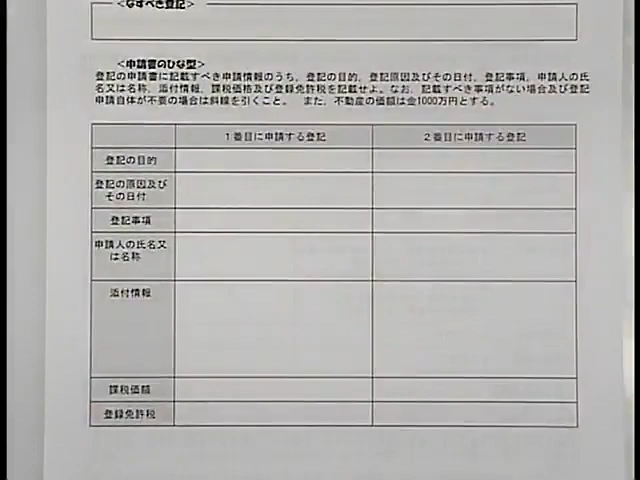 <なすべき登記>
<申請書のひな型>
登記の申請書に記載すべき申請情報のうち、登記の目的、登記原因及びその日付、登記事項、申請人の氏
名又は名称、添付情報、課税価格及び登録免許税を記載せよ。なお、記載すべき事項がない場合及び登記
申請自体が不要の場合は斜線を引くこと。 また、不動産の価額は金1000万円とする。
1番目に申請する登記 2番目に申請する登記
登記の目的
登記の原因及び
その日付
登記事項
申請人の氏名又
は名称
添付情報
課税価額
登録免許税